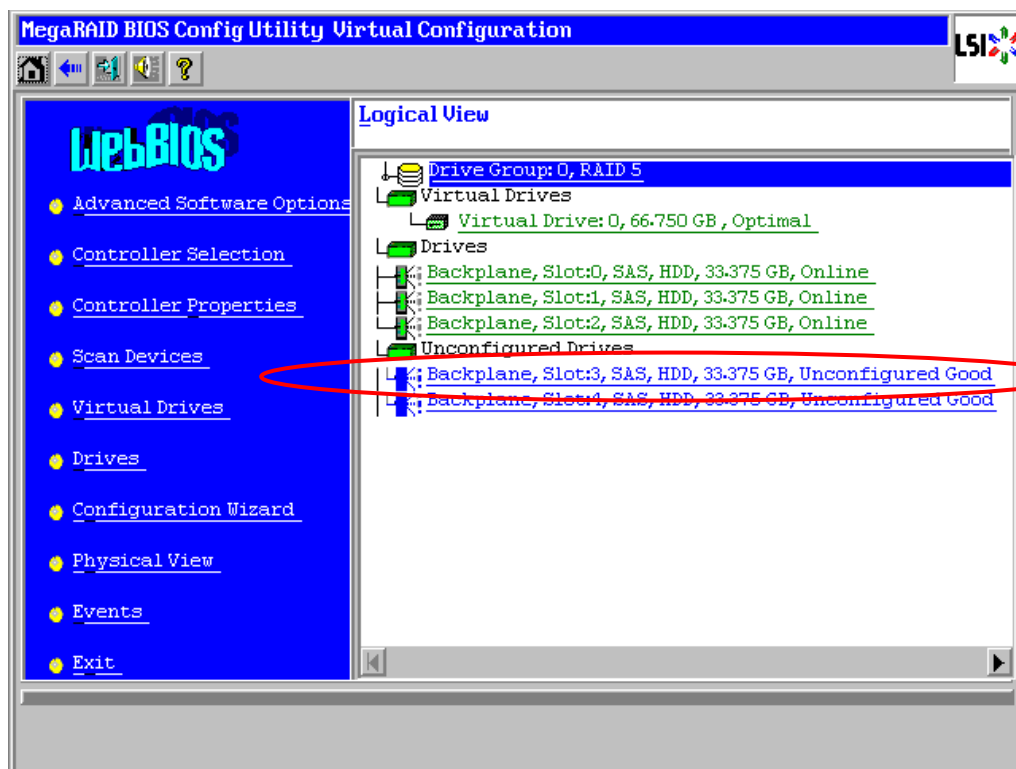 MegaRAID BIOS Config Utility Virtual Configuration
LSI
WebBIOS
Advanced Software Options
Controller Selection
Controller Properties
Scan Devices
Virtual Drives
Drives
Configuration Wizard
Physical View
Events
Exit
Logical View
Drive Group: 0, RAID 5
Virtual Drives
Virtual Drive: 0, 66.750 GB , Optimal
Drives
Backplane, Slot:0, SAS, HDD, 33.375 GB, Online
Backplane, Slot:1, SAS, HDD, 33.375 GB, Online
Backplane, Slot:2, SAS, HDD, 33.375 GB, Online
Unconfigured Drives
Backplane, Slot:3, SAS, HDD, 33.375 GB, Unconfigured Good
Backplane, Slot:4, SAS, HDD, 33.375 GB, Unconfigured Good